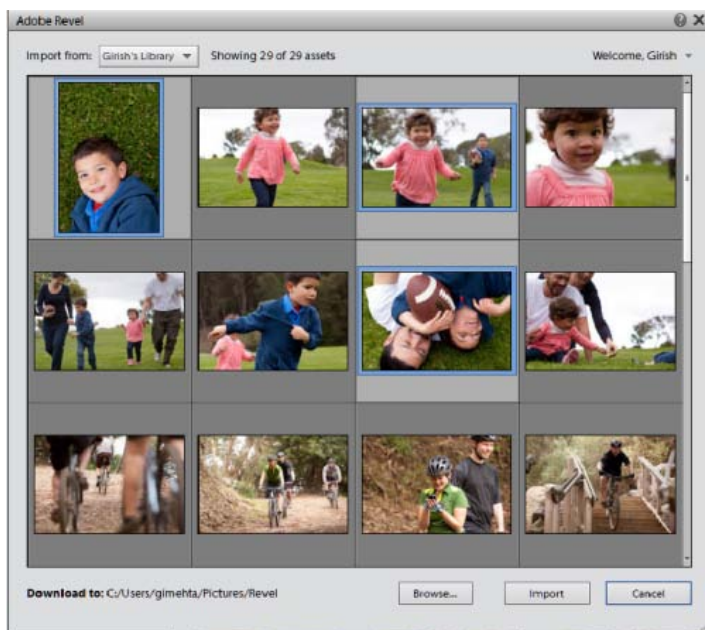 Adobe Revel
Import from: Girish's Library Showing 29 of 29 assets Welcome, Girish
Download to: C:/Users/gimehta/Pictures/Revel Browse... Import Cancel